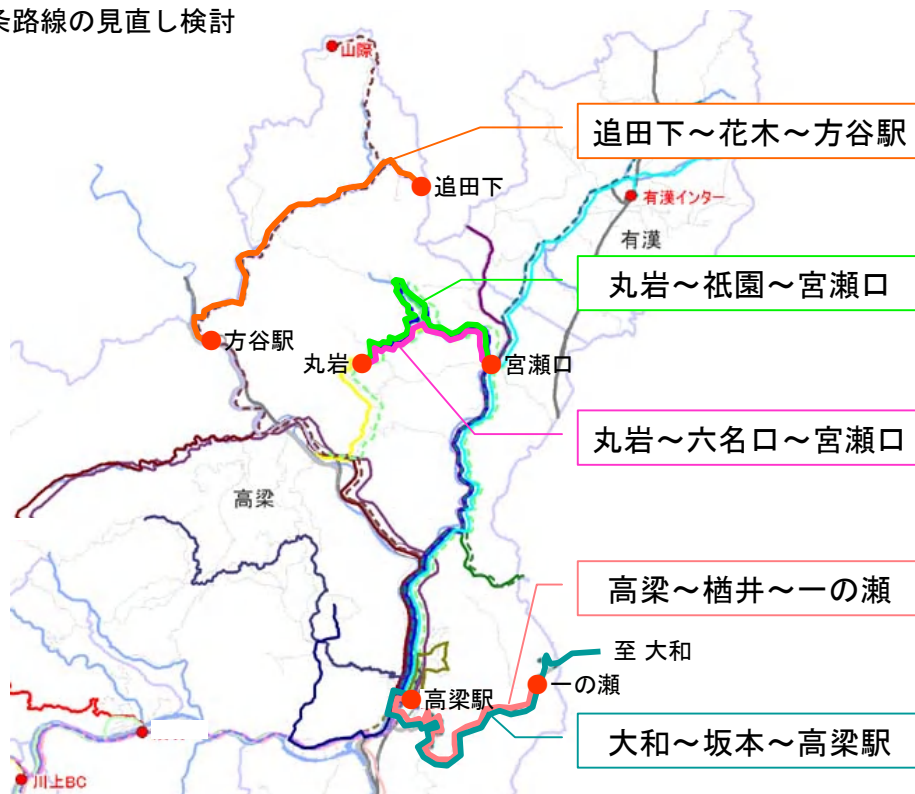 条路線の見直し検討
山際
追田下~花木~方谷駅
追田下
有漢インター
有漢
丸岩~祇園~宮瀬口
方谷駅
丸岩
宮瀬口
丸岩~六名口~宮瀬口
高梁
高梁~楢井~一の瀬
至 大和
一の瀬
高梁駅
大和~坂本~高梁駅
川上BC